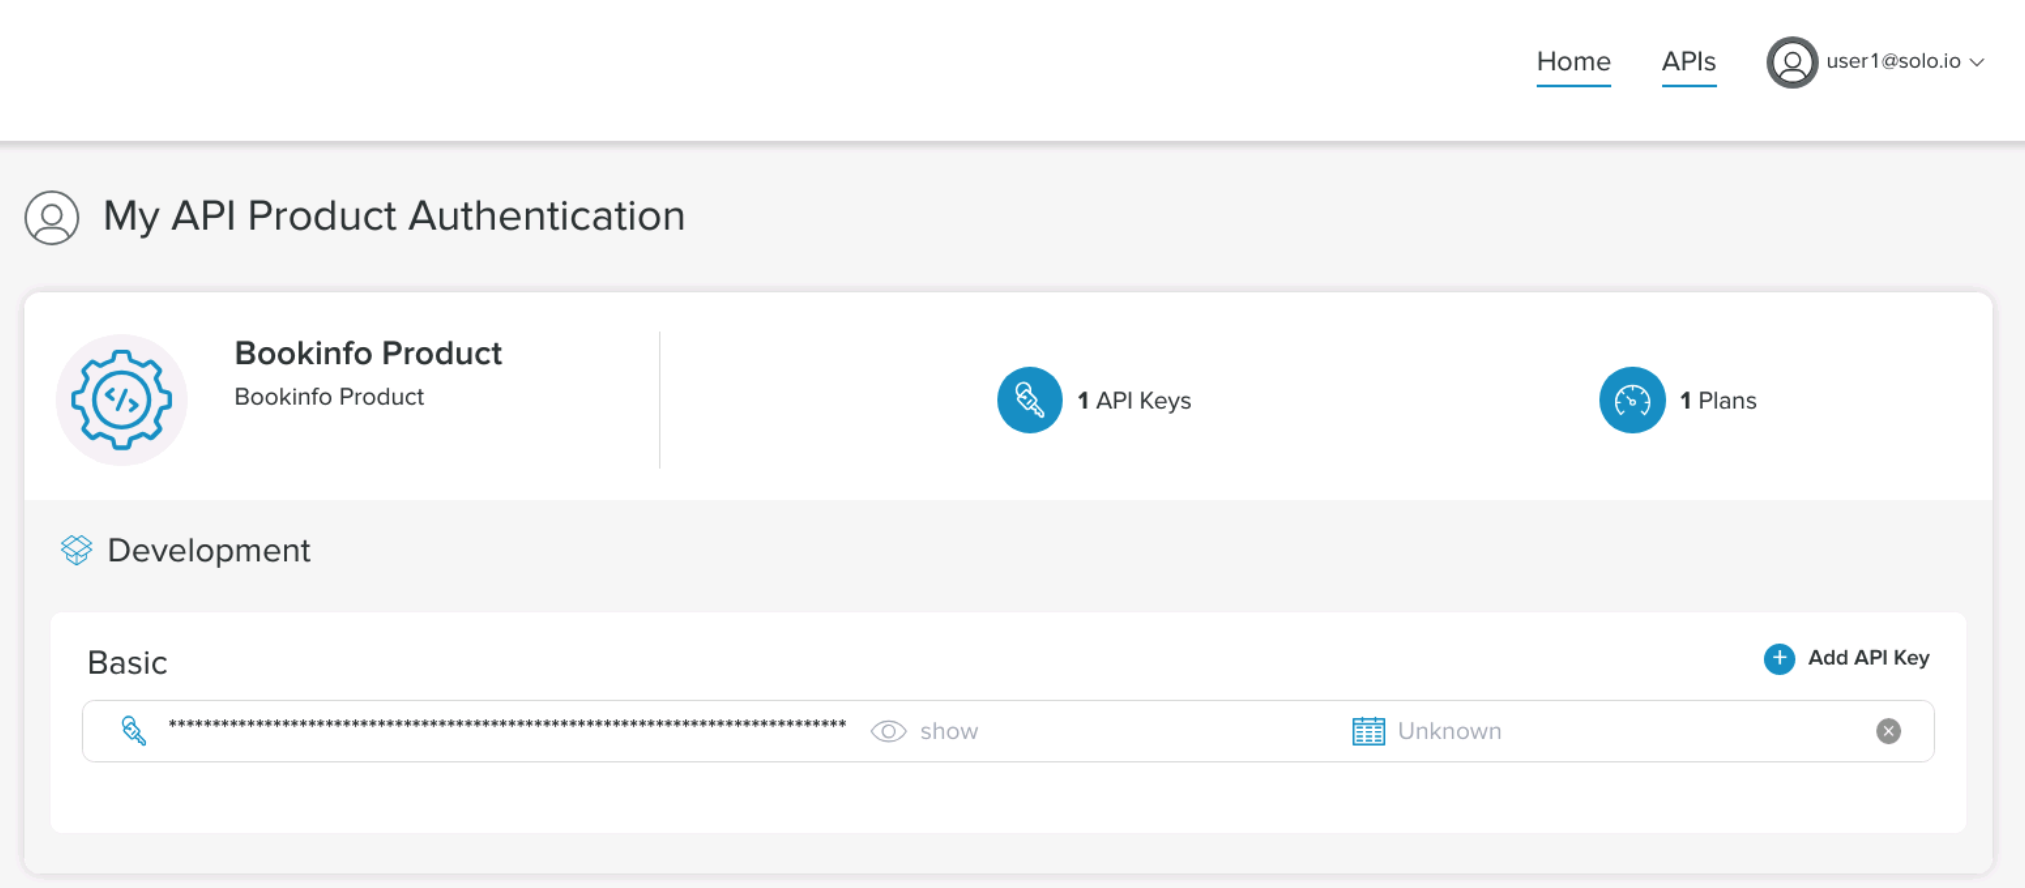 Home APIs user1@solo.io
My API Product Authentication
Bookinfo Product
Bookinfo Product
1 API Keys
1 Plans
</>
Development
Basic
Add API Key
****************************************************************************** show Unknown